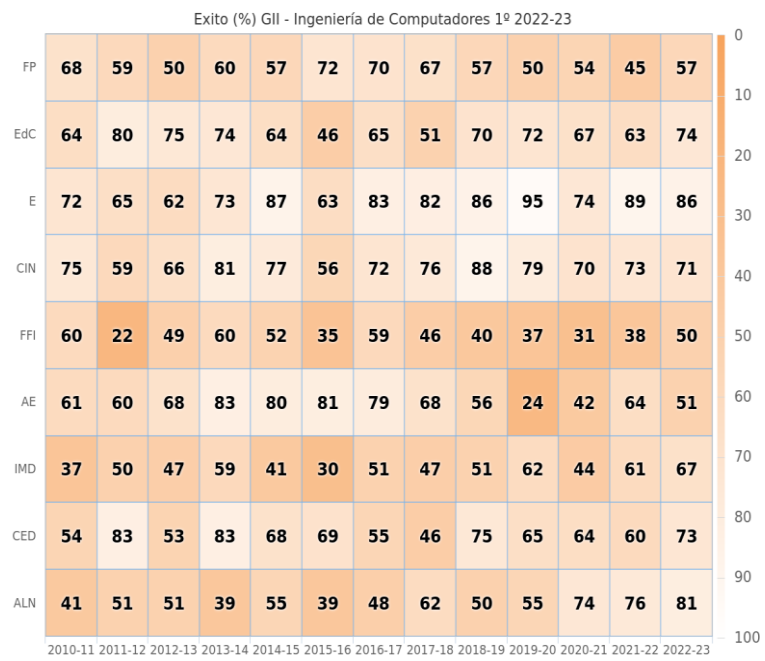 Exito (%) GII - Ingeniería de Computadores 1º 2022-23
FP 68 59 50 60 57 72 70 67 57 50 54 45 57
EdC 64 80 75 74 64 46 65 51 70 72 67 63 74
E 72 65 62 73 87 63 83 82 86 95 74 89 86
CIN 75 59 66 81 77 56 72 76 88 79 70 73 71
FFI 60 22 49 60 52 35 59 46 40 37 31 38 50
AE 61 60 68 83 80 81 79 68 56 24 42 64 51
IMD 37 50 47 59 41 30 51 47 51 62 44 61 67
CED 54 83 53 83 68 69 55 46 75 65 64 60 73
ALN 41 51 51 39 55 39 48 62 50 55 74 76 81
2010-11 2011-12 2012-13 2013-14 2014-15 2015-16 2016-17 2017-18 2018-19 2019-20 2020-21 2021-22 2022-23
0
10
20
30
40
50
60
70
80
90
100